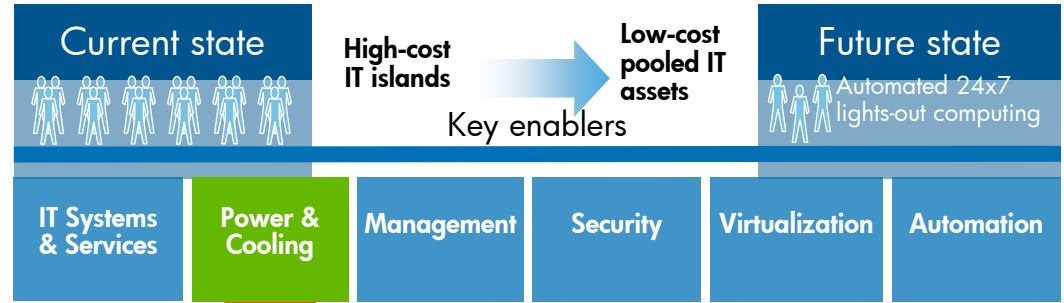 Current state
High-cost
IT islands
Low-cost
pooled IT
assets
Future state
Automated 24x7
lights-out computing
Key enablers
IT Systems
& Services
Power &
Cooling
Management
Security
Virtualization
Automation